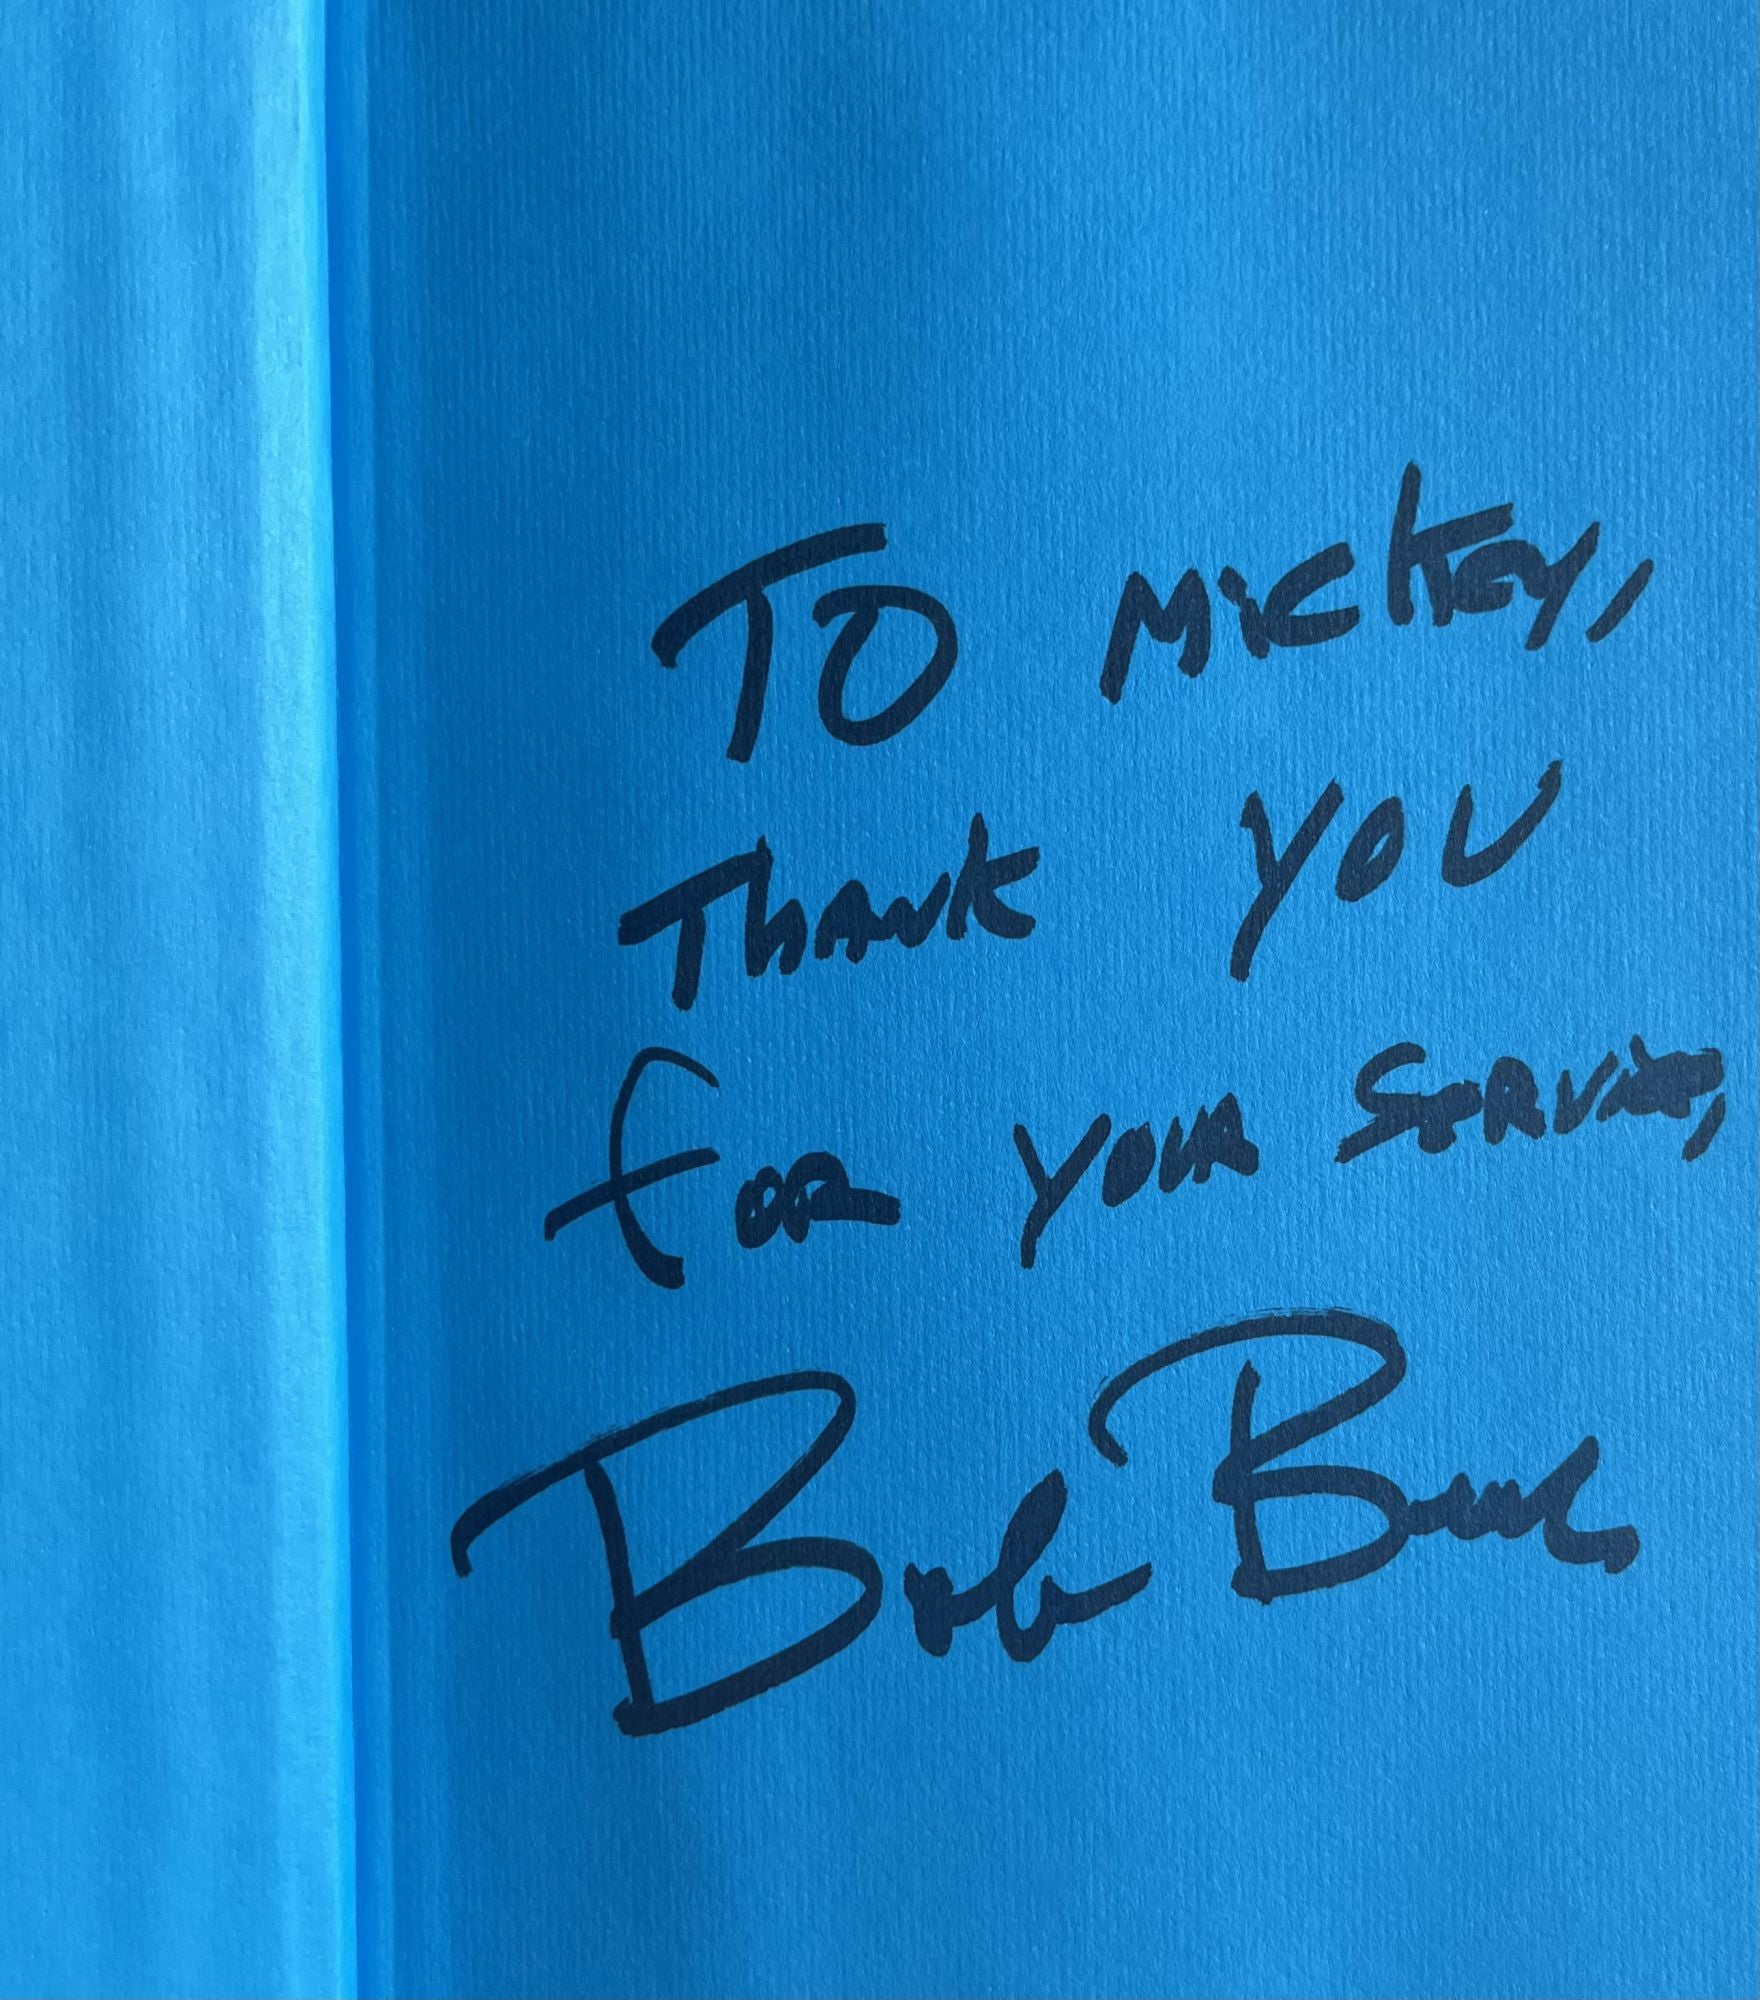 TO Mickey,
Thank you
for your service,
Bob